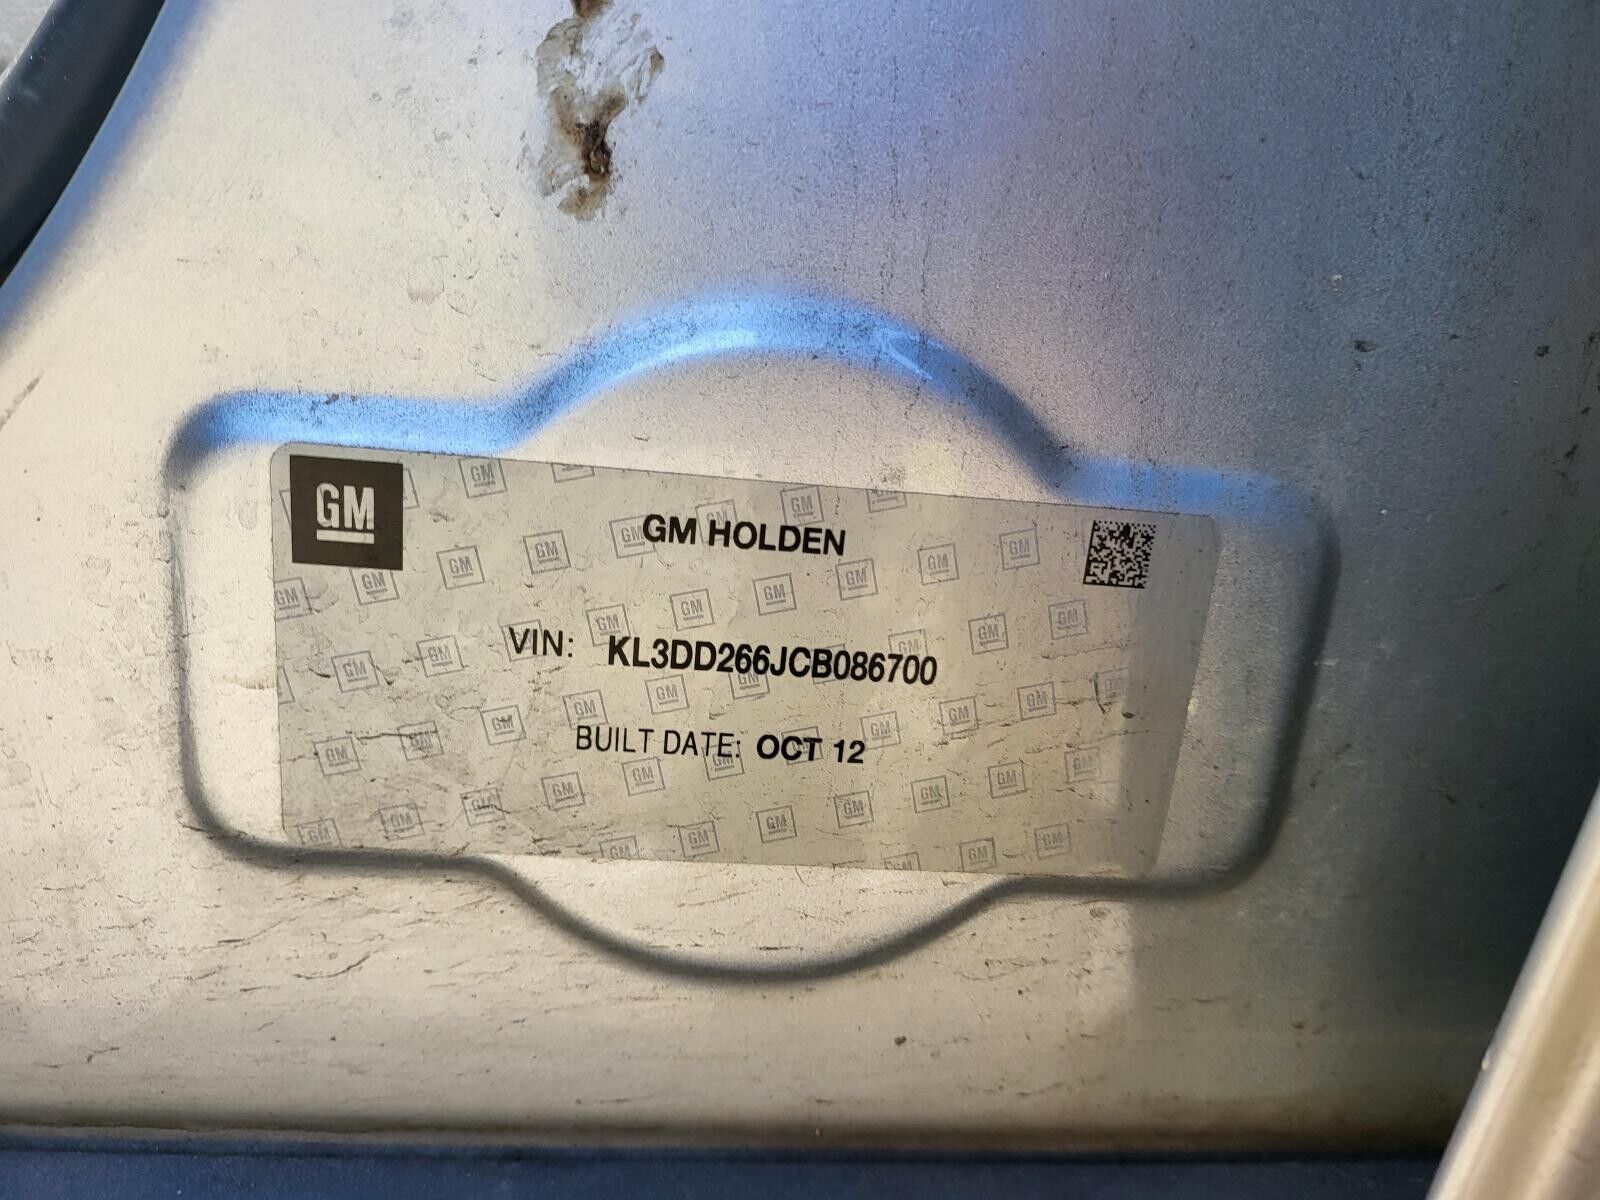 GM
GM HOLDEN
VIN: KL3DD266JCB086700
BUILT DATE: OCT 12